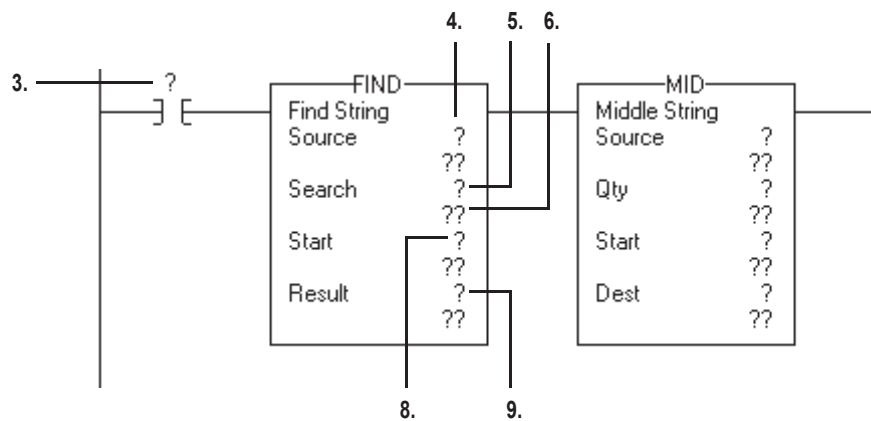 4. 5. 6.
3. ?
FIND MID
Find String Middle String
Source ? Source ?
?? ??
Search ? Qty ?
?? ??
Start ? Start ?
?? ??
Result ? Dest ?
?? ??
8. 9.